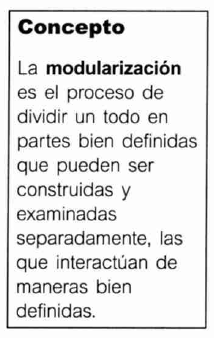 Concepto
La modularización
es el proceso de
dividir un todo en
partes bien definidas
que pueden ser
construidas y
examinadas
separadamente, las
que interactúan de
maneras bien
definidas.